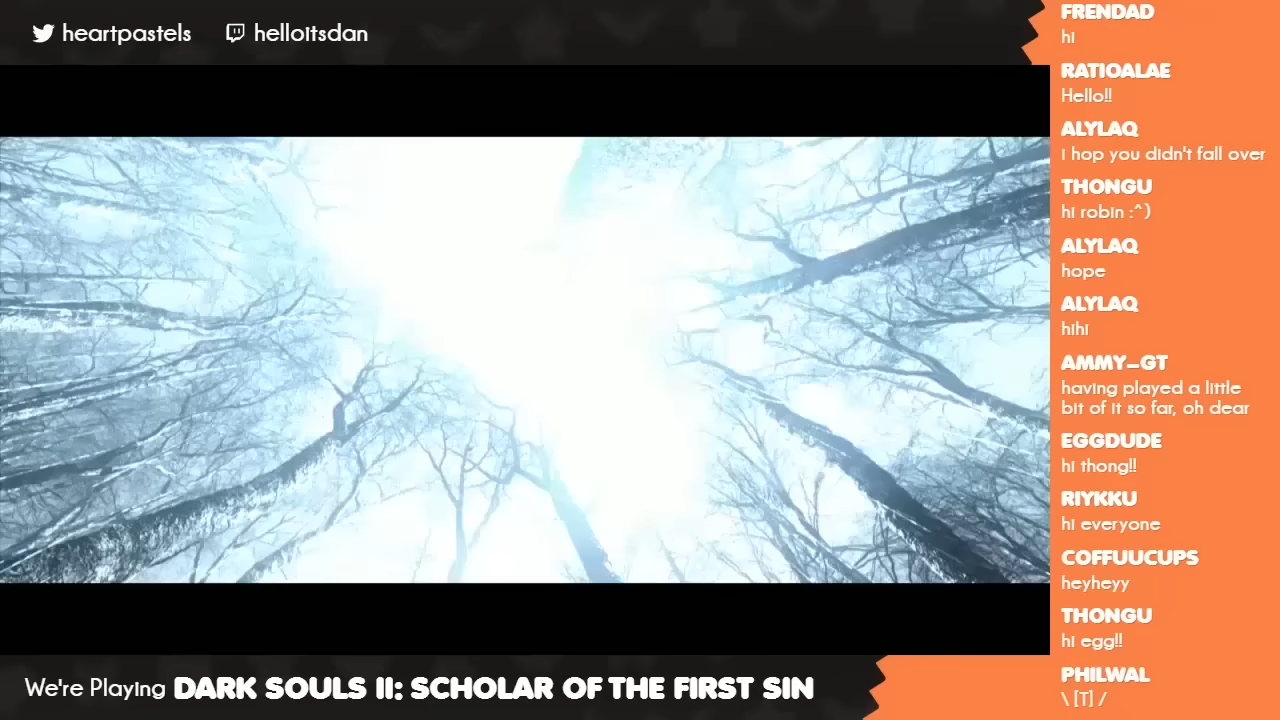 heartpastels helloitsdan
FRENDAD
hi
RATIOALAE
Hello!!
ALYLAQ
i hop you didn't fall over
THONGU
hi robin :^)
ALYLAQ
hope
ALYLAQ
hihi
AMMY-GT
having played a little
bit of it so far, oh dear
EGGDUDE
hi thong!!
RIYKKU
hi everyone
COFFUUCUPS
heyheyy
THONGU
hi egg!!
PHILWAL
\ [T] /
We're Playing DARK SOULS II: SCHOLAR OF THE FIRST SIN